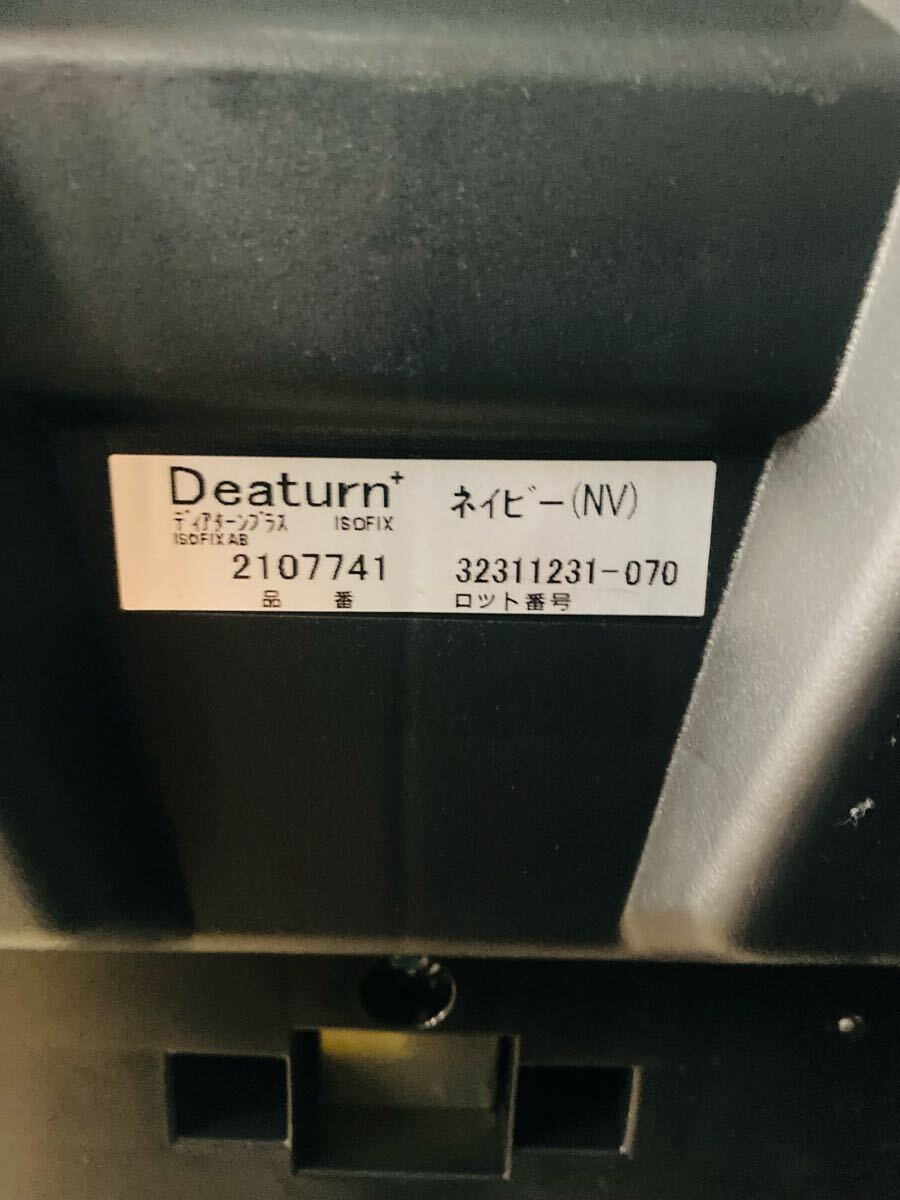 Deaturn+ ネイビー(NV)
ディアターンプラス ISOFIX
ISOFIX AB
2107741 32311231-070
品番 ロット番号